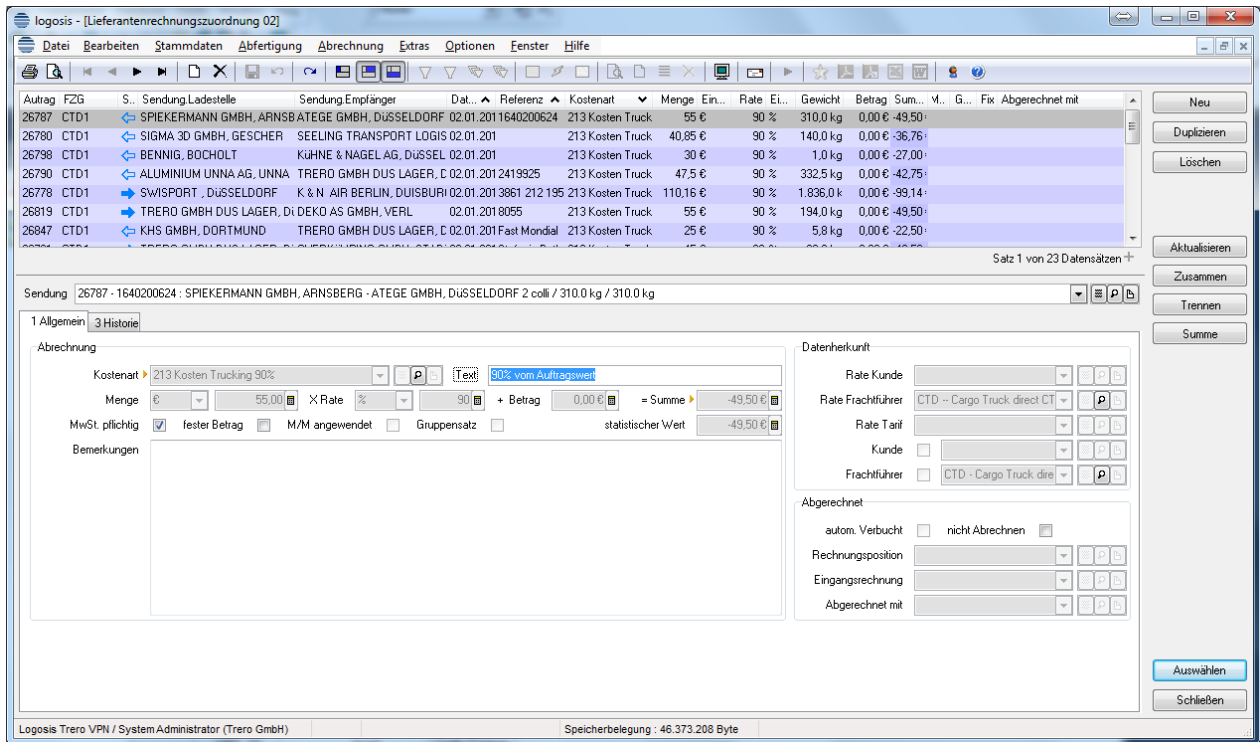 logosis - [Lieferantenrechnungszuordnung 02]
Datei Bearbeiten Stammdaten Abfertigung Abrechnung Extras Optionen Fenster Hilfe
Autrag FZG S.. Sendung.Ladestelle Sendung.Empfänger Dat... Referenz Kostenart Menge Ein... Rate Ei... Gewicht Betrag Sum... M.. G... Fix Abgerechnet mit
26787 CTD1 SPIEKERMANN GMBH, ARNSB ATEGE GMBH, DüSSELDORF 02.01.201 1640200624 213 Kosten Truck 55 € 90 % 310,0 kg 0,00 € -49,50
26780 CTD1 SIGMA 3D GMBH, GESCHER SEELING TRANSPORT LOGIS 02.01.201 213 Kosten Truck 40,85 € 90 % 140,0 kg 0,00 € -36,76
26798 CTD1 BENNIG, BOCHOLT KüHNE & NAGEL AG, DüSSEL 02.01.201 213 Kosten Truck 30 € 90 % 1,0 kg 0,00 € -27,00
26790 CTD1 ALUMINIUM UNNA AG, UNNA TRERO GMBH DUS LAGER, D 02.01.201 2419925 213 Kosten Truck 47,5 € 90 % 332,5 kg 0,00 € -42,75
26778 CTD1 SWISPORT , DüSSELDORF K & N AIR BERLIN, DUISBUR 02.01.201 3861 212 195 213 Kosten Truck 110,16 € 90 % 1.836,0 k 0,00 € -99,14
26819 CTD1 TRERO GMBH DUS LAGER, Dü DEKO AS GMBH, VERL 02.01.201 8055 213 Kosten Truck 55 € 90 % 194,0 kg 0,00 € -49,50
26847 CTD1 KHS GMBH, DORTMUND TRERO GMBH DUS LAGER, D 02.01.201 Fast Mondial 213 Kosten Truck 25 € 90 % 5,8 kg 0,00 € -22,50
Satz 1 von 23 Datensätzen
Neu
Duplizieren
Löschen
Aktualisieren
Zusammen
Trennen
Summe
Sendung 26787 - 1640200624 : SPIEKERMANN GMBH, ARNSBERG - ATEGE GMBH, DüSSELDORF 2 colli / 310.0 kg / 310.0 kg
1 Allgemein 3 Historie
Abrechnung
Kostenart 213 Kosten Trucking 90% Text 90% vom Auftragswert
Menge € 55,00 X Rate % 90 + Betrag 0,00 € = Summe -49,50 €
MwSt. pflichtig fester Betrag M/M angewendet Gruppensatz statistischer Wert -49,50 €
Bemerkungen
Datenherkunft
Rate Kunde
Rate Frachtführer CTD -- Cargo Truck direct CT
Rate Tarif
Kunde
Frachtführer CTD - Cargo Truck dire
Abgerechnet
autom. Verbucht nicht Abrechnen
Rechnungsposition
Eingangsrechnung
Abgerechnet mit
Auswählen
Schließen
Logosis Trero VPN / System Administrator (Trero GmbH) Speicherbelegung : 46.373.208 Byte